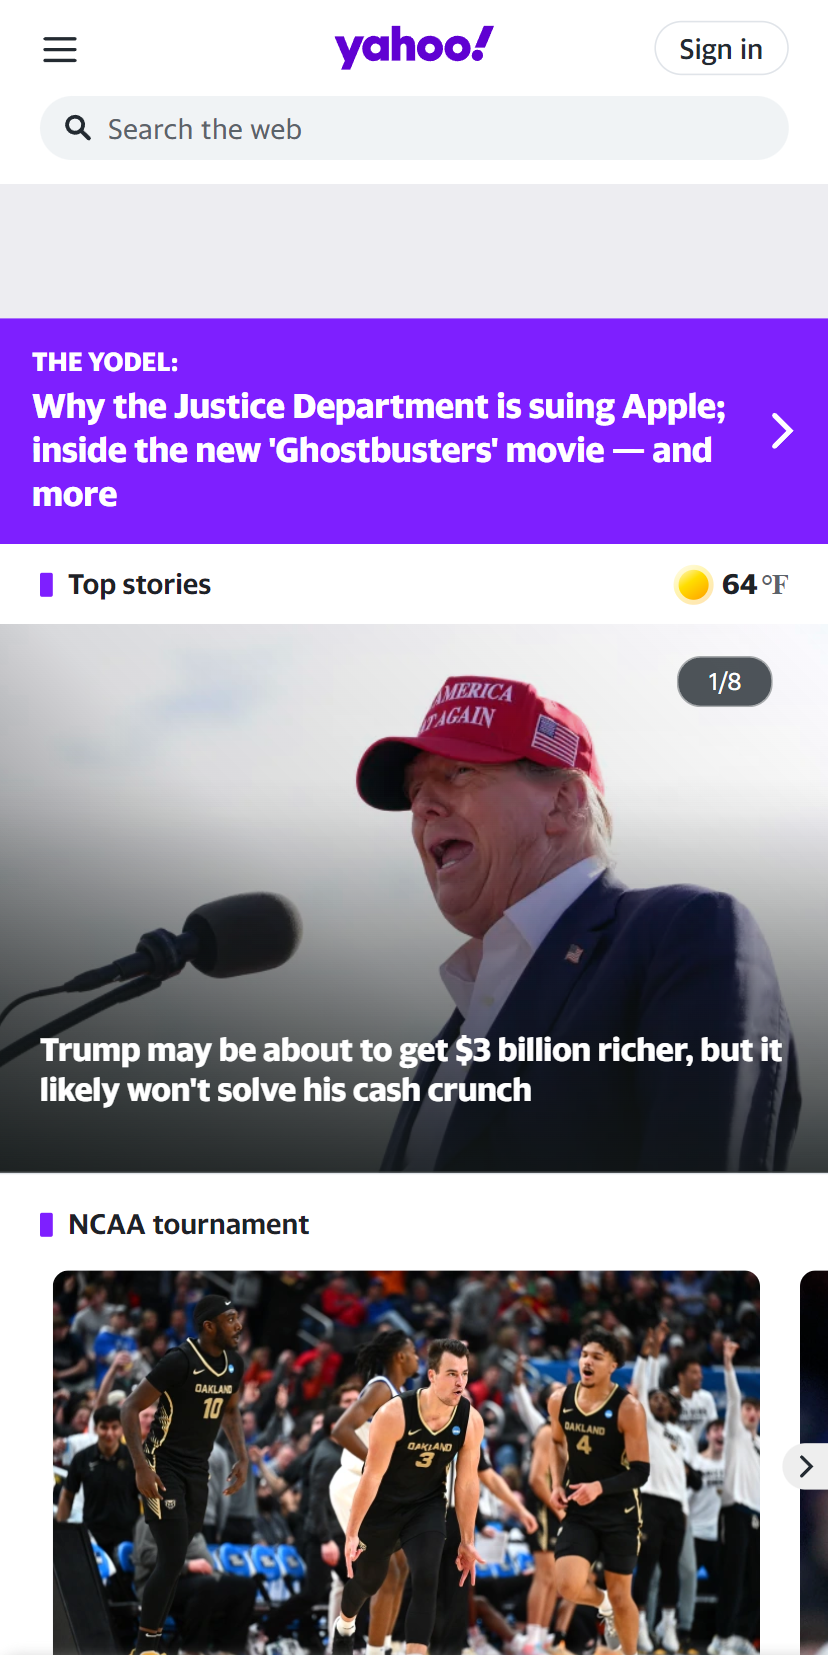 yahoo!
Sign in
Search the web
THE YODEL:
Why the Justice Department is suing Apple;
inside the new 'Ghostbusters' movie — and
more
Top stories
64 °F
1/8
AMERICA
AT AGAIN
Trump may be about to get $3 billion richer, but it
likely won't solve his cash crunch
NCAA tournament
OAKLAND
10
OAKLAND
3
OAKLAND
4